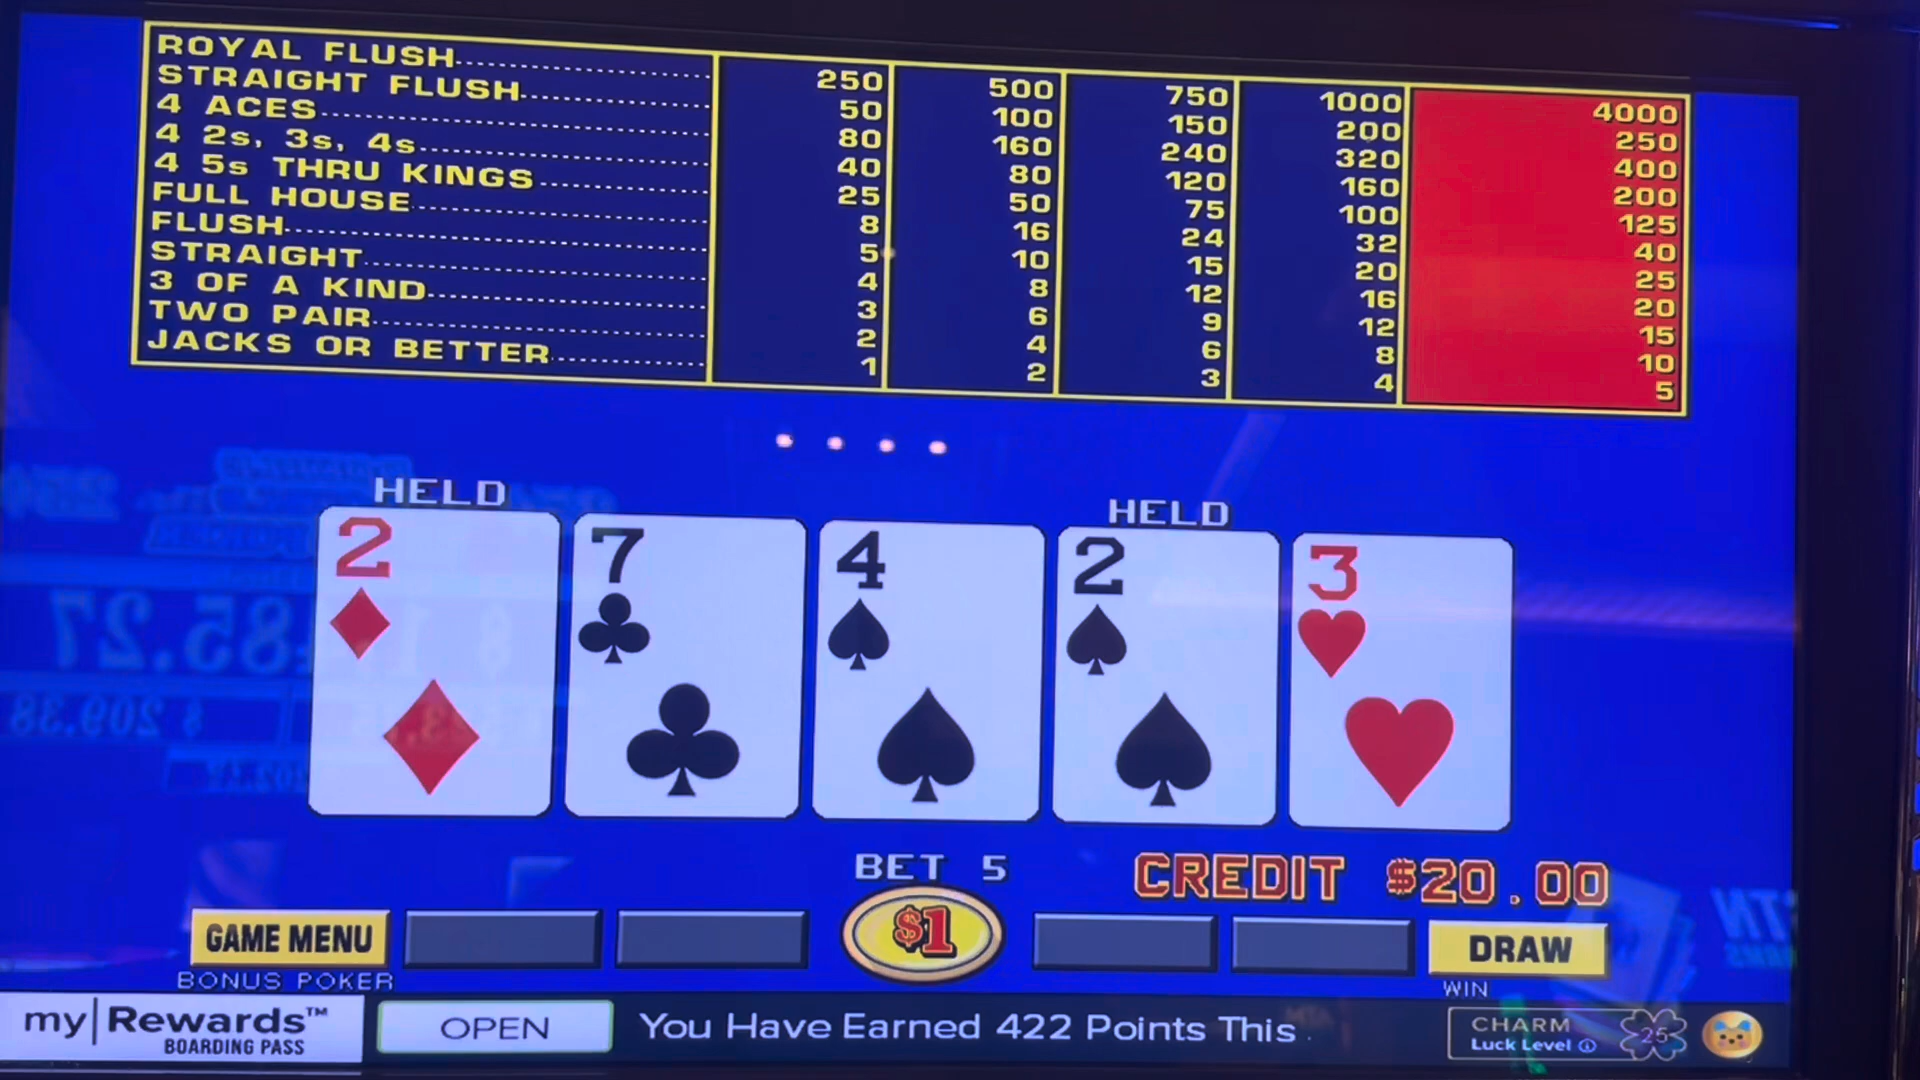 ROYAL FLUSH 250 500 750 1000 4000
STRAIGHT FLUSH 50 100 150 200 250
4 ACES 80 160 240 320 400
4 2s, 3s, 4s 40 80 120 160 200
4 5s THRU KINGS 25 50 75 100 125
FULL HOUSE 8 16 24 32 40
FLUSH 5 10 15 20 25
STRAIGHT 4 8 12 16 20
3 OF A KIND 3 6 9 12 15
TWO PAIR 2 4 6 8 10
JACKS OR BETTER 1 2 3 4 5
HELD HELD
2 7 4 2 3
BET 5 CREDIT $20.00
GAME MENU $1 DRAW
BONUS POKER WIN
my|Rewards™
BOARDING PASS
OPEN
You Have Earned 422 Points This
CHARM
Luck Level
25